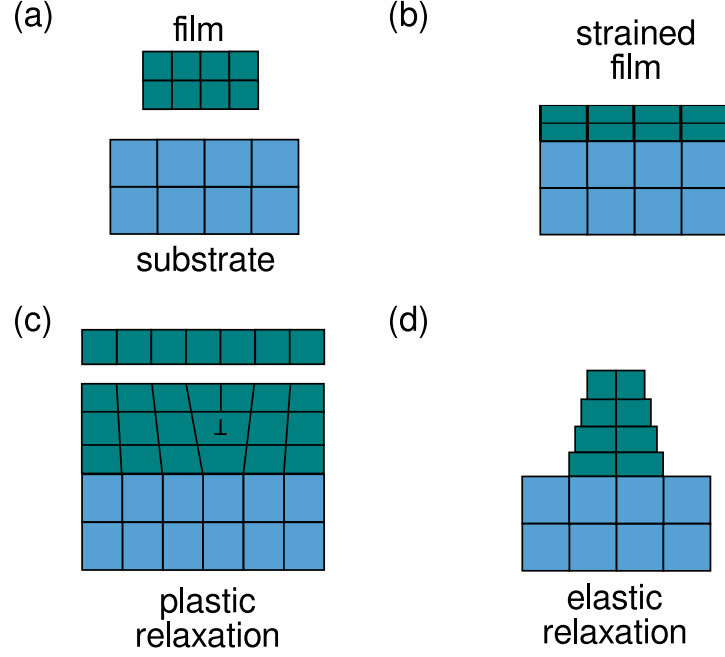 (a)
film
substrate
(b)
strained
film
(c)
⊥
plastic
relaxation
(d)
elastic
relaxation